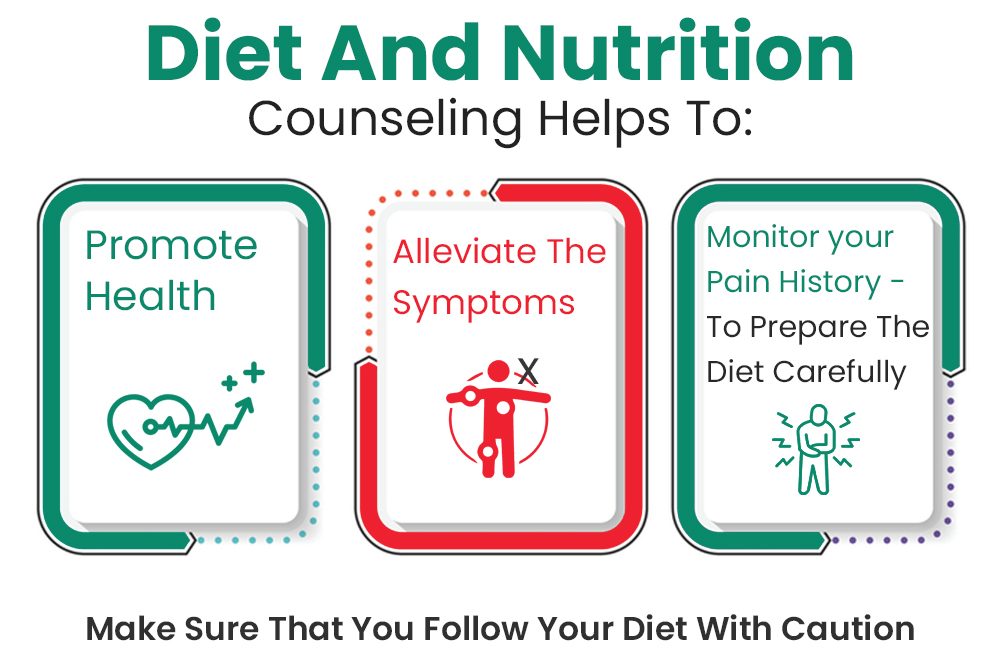 Diet And Nutrition
Counseling Helps To:
Promote
Health
Alleviate The
Symptoms
X
Monitor your
Pain History -
To Prepare The
Diet Carefully
Make Sure That You Follow Your Diet With Caution